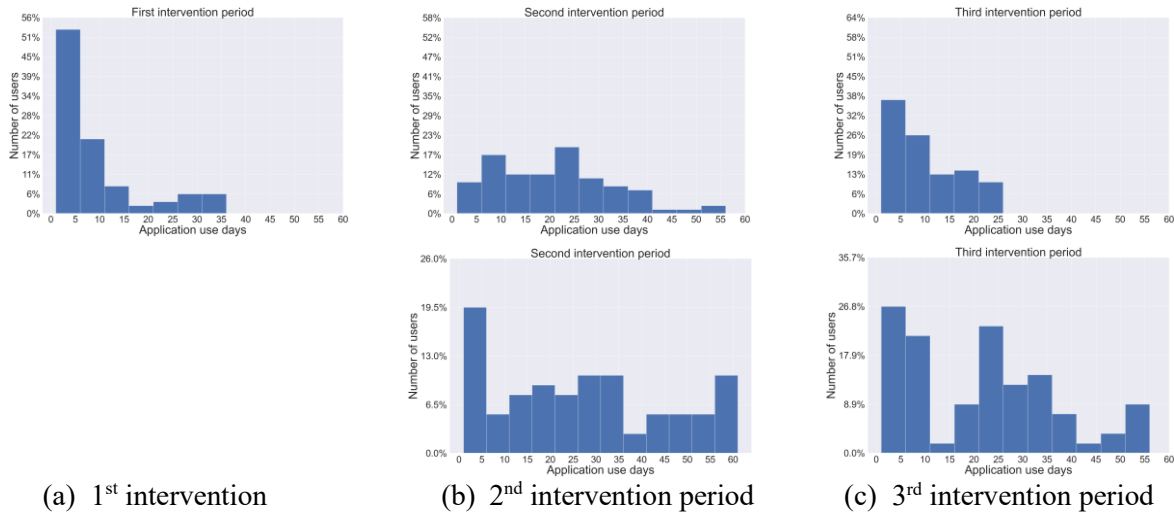 First intervention period
56%
51%
45%
39%
34%
28%
22%
17%
11%
6%
0%
Number of users
0 5 10 15 20 25 30 35 40 45 50 55 60
Application use days
Second intervention period
58%
52%
47%
41%
35%
29%
23%
17%
12%
6%
0%
Number of users
0 5 10 15 20 25 30 35 40 45 50 55 60
Application use days
Third intervention period
64%
58%
51%
45%
38%
32%
26%
19%
13%
6%
0%
Number of users
0 5 10 15 20 25 30 35 40 45 50 55 60
Application use days
Second intervention period
26.0%
19.5%
13.0%
6.5%
0.0%
Number of users
0 5 10 15 20 25 30 35 40 45 50 55 60
Application use days
Third intervention period
35.7%
26.8%
17.9%
8.9%
0.0%
Number of users
0 5 10 15 20 25 30 35 40 45 50 55 60
Application use days
(a) 1st intervention
(b) 2nd intervention period
(c) 3rd intervention period